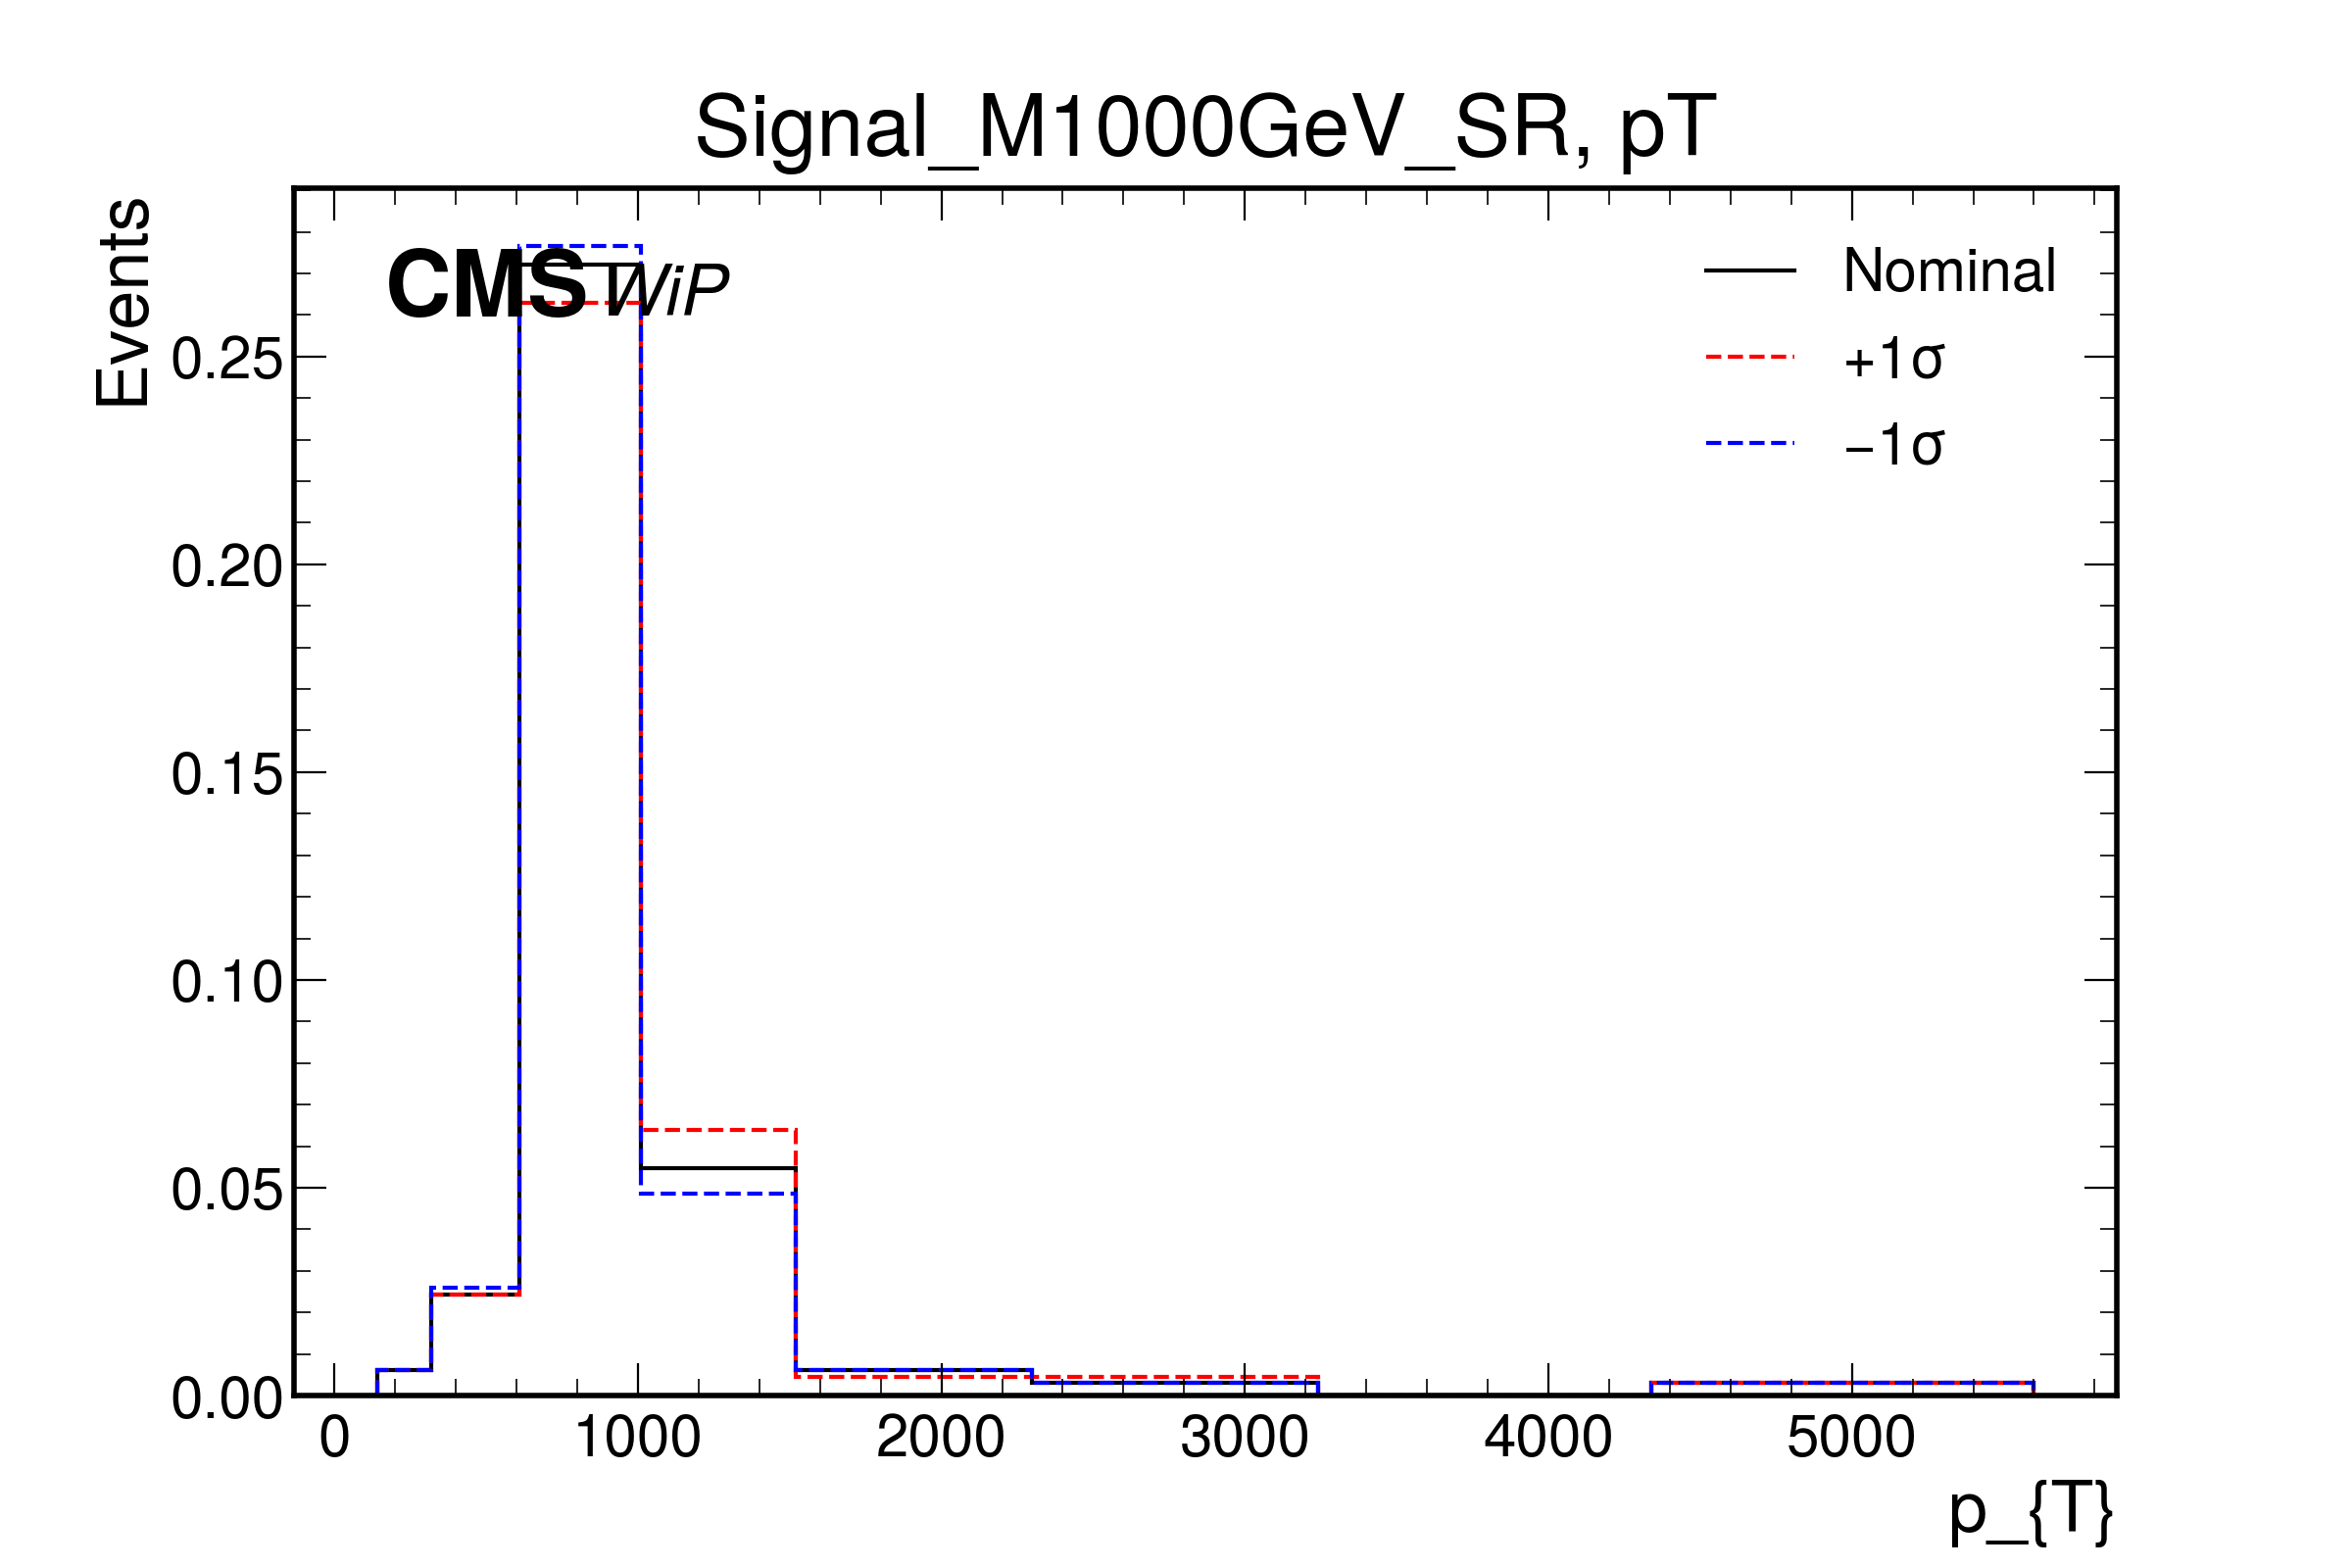 Signal_M1000GeV_SR, pT
Events
CMS WiP
Nominal
+1σ
−1σ
0.25
0.20
0.15
0.10
0.05
0.00
0 1000 2000 3000 4000 5000
p_{T}